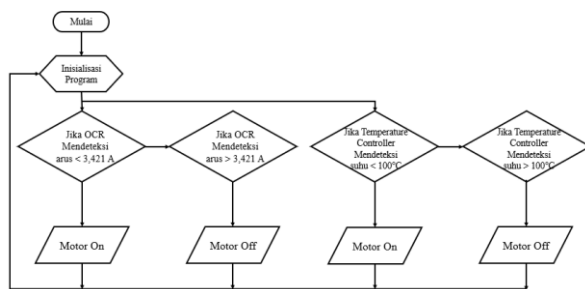 Mulai
Inisialisasi
Program
Jika OCR
Mendeteksi
arus < 3,421 A
Jika OCR
Mendeteksi
arus > 3,421 A
Jika Temperature
Controller
Mendeteksi
suhu < 100°C
Jika Temperature
Controller
Mendeteksi
suhu > 100°C
Motor On
Motor Off
Motor On
Motor Off